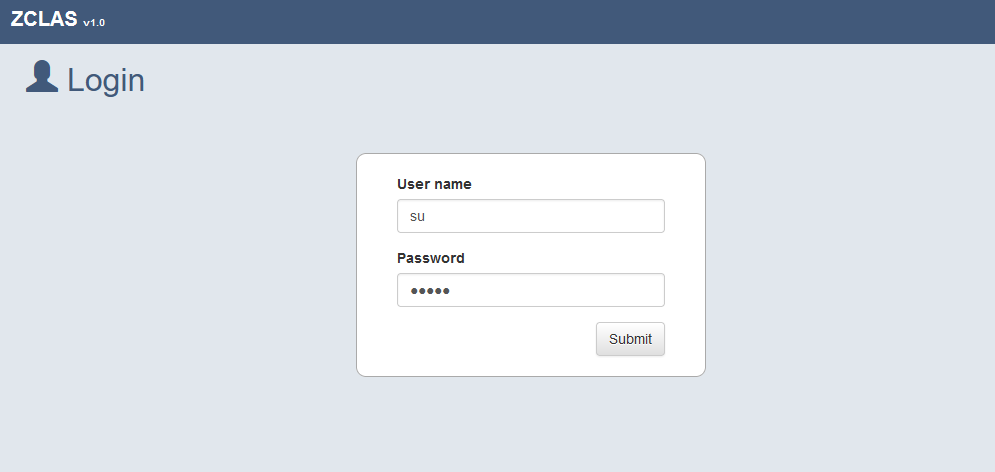 ZCLAS v1.0
Login
User name
su
Password
●●●●●
Submit